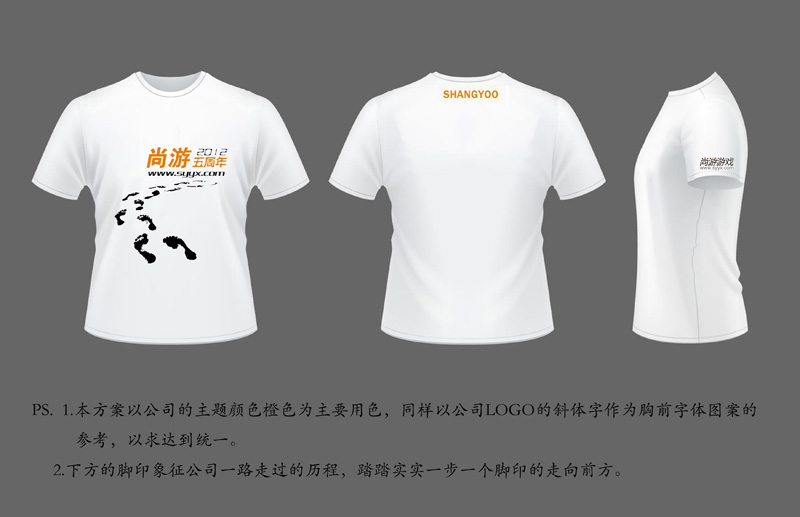 尚游 2012
五周年
www.syyx.com
SHANGYOO
尚游游戏
www.syyx.com
PS. 1.本方案以公司的主题颜色橙色为主要用色，同样以公司LOGO的斜体字作为胸前字体图案的
参考，以求达到统一。
2.下方的脚印象征公司一路走过的历程，踏踏实实一步一个脚印的走向前方。